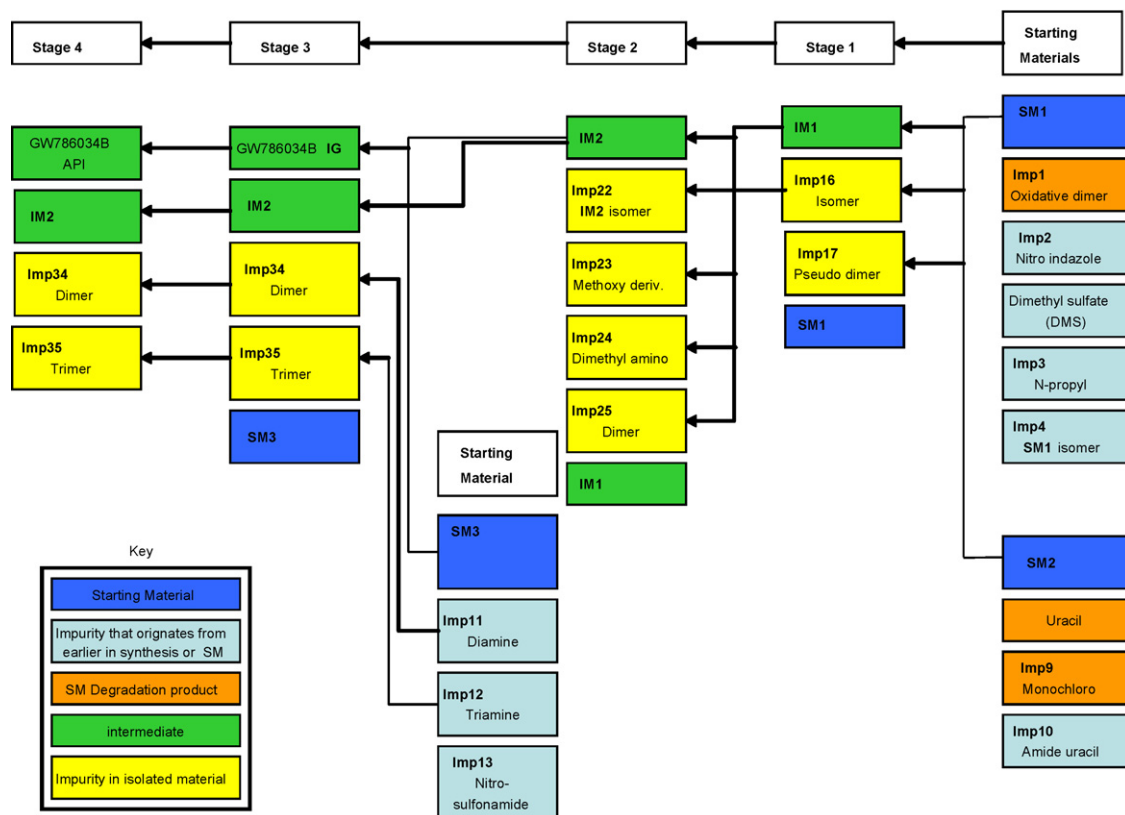 Stage 4
Stage 3
Stage 2
Stage 1
Starting
Materials
GW786034B
API
IM2
Imp34
Dimer
Imp35
Trimer
GW786034B IG
IM2
Imp34
Dimer
Imp35
Trimer
SM3
IM2
Imp22
IM2 isomer
Imp23
Methoxy deriv.
Imp24
Dimethyl amino
Imp25
Dimer
IM1
IM1
Imp16
Isomer
Imp17
Pseudo dimer
SM1
SM1
Imp1
Oxidative dimer
Imp2
Nitro indazole
Dimethyl sulfate
(DMS)
Imp3
N-propyl
Imp4
SM1 isomer
Starting
Material
SM3
Imp11
Diamine
Imp12
Triamine
Imp13
Nitro-
sulfonamide
SM2
Uracil
Imp9
Monochloro
Imp10
Amide uracil
Key
Starting Material
Impurity that orignates from
earlier in synthesis or SM
SM Degradation product
intermediate
Impurity in isolated material